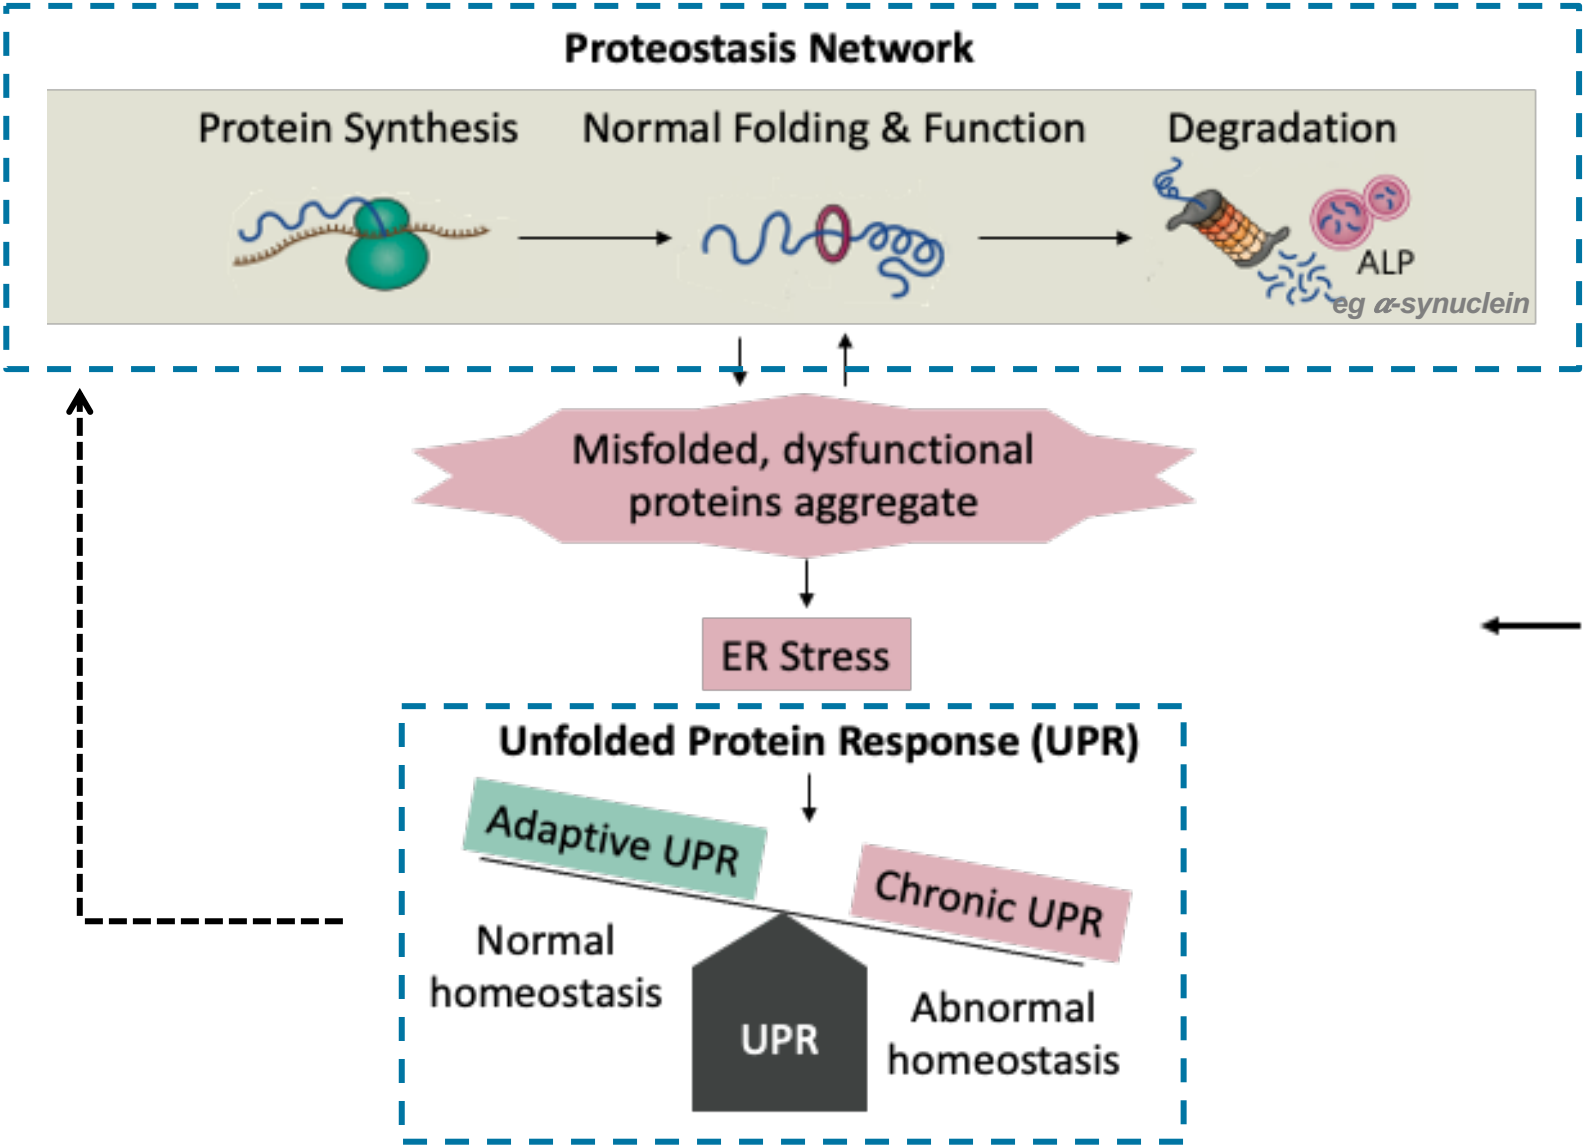 Proteostasis Network
Protein Synthesis
Normal Folding & Function
Degradation
ALP
eg α-synuclein
Misfolded, dysfunctional
proteins aggregate
ER Stress
Unfolded Protein Response (UPR)
Adaptive UPR
Chronic UPR
Normal
homeostasis
Abnormal
homeostasis
UPR